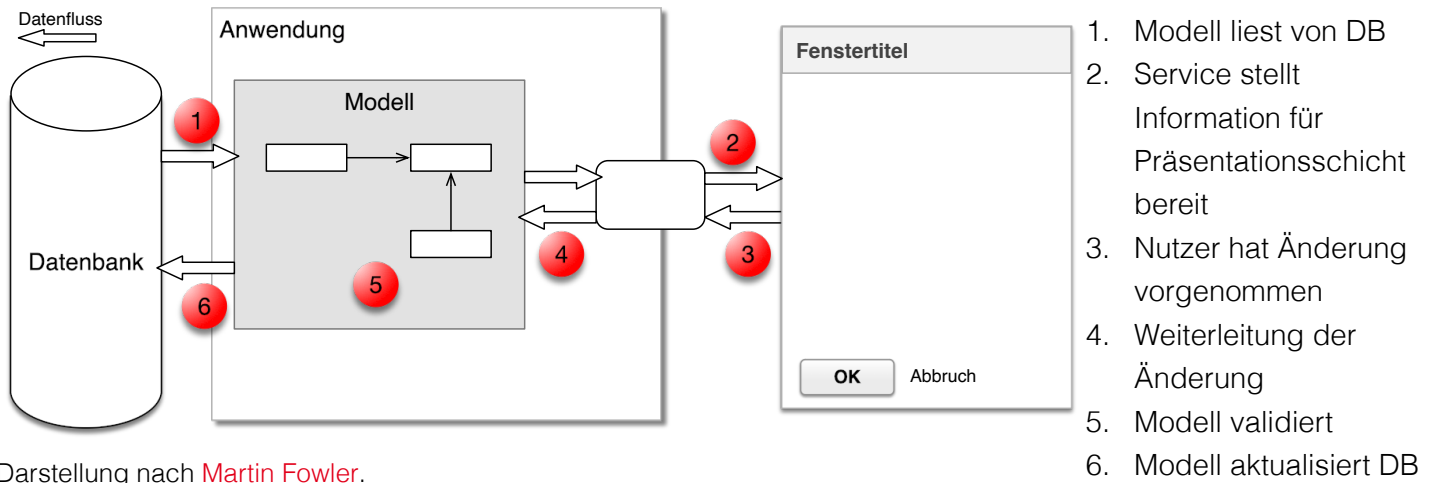 Datenfluss
Anwendung
Fenstertitel
Modell
1
2
Datenbank
4
3
5
6
OK
Abbruch
1. Modell liest von DB
2. Service stellt
Information für
Präsentationsschicht
bereit
3. Nutzer hat Änderung
vorgenommen
4. Weiterleitung der
Änderung
5. Modell validiert
6. Modell aktualisiert DB
Darstellung nach Martin Fowler.